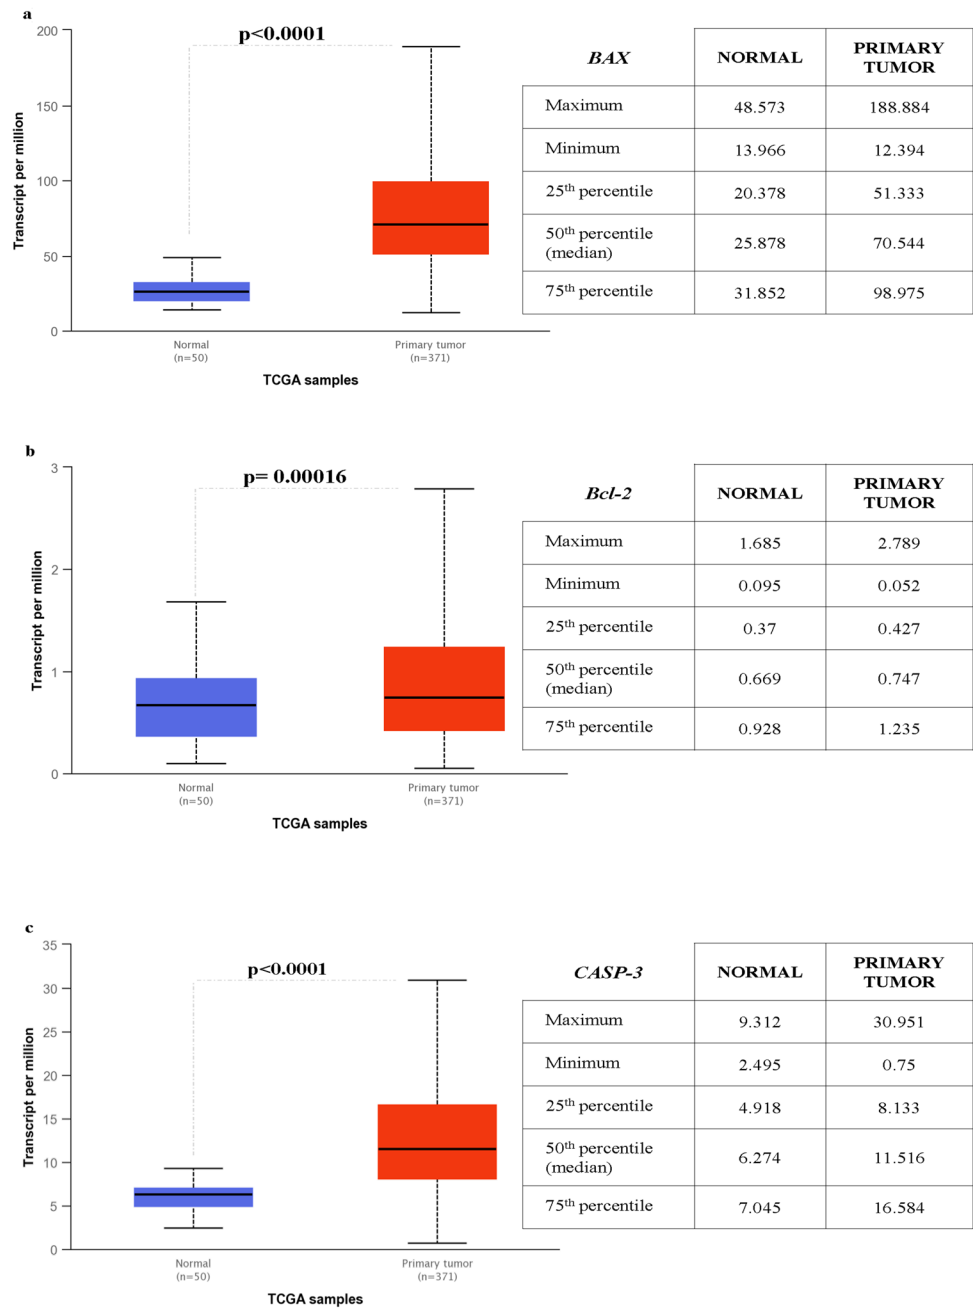 a
p<0.0001
Transcript per million
200
150
100
50
0
Normal
(n=50)
Primary tumor
(n=371)
TCGA samples
BAX NORMAL PRIMARY TUMOR
Maximum 48.573 188.884
Minimum 13.966 12.394
25th percentile 20.378 51.333
50th percentile (median) 25.878 70.544
75th percentile 31.852 98.975
b
p= 0.00016
Transcript per million
3
2
1
0
Normal
(n=50)
Primary tumor
(n=371)
TCGA samples
Bcl-2 NORMAL PRIMARY TUMOR
Maximum 1.685 2.789
Minimum 0.095 0.052
25th percentile 0.37 0.427
50th percentile (median) 0.669 0.747
75th percentile 0.928 1.235
c
p<0.0001
Transcript per million
35
30
25
20
15
10
5
0
Normal
(n=50)
Primary tumor
(n=371)
TCGA samples
CASP-3 NORMAL PRIMARY TUMOR
Maximum 9.312 30.951
Minimum 2.495 0.75
25th percentile 4.918 8.133
50th percentile (median) 6.274 11.516
75th percentile 7.045 16.584